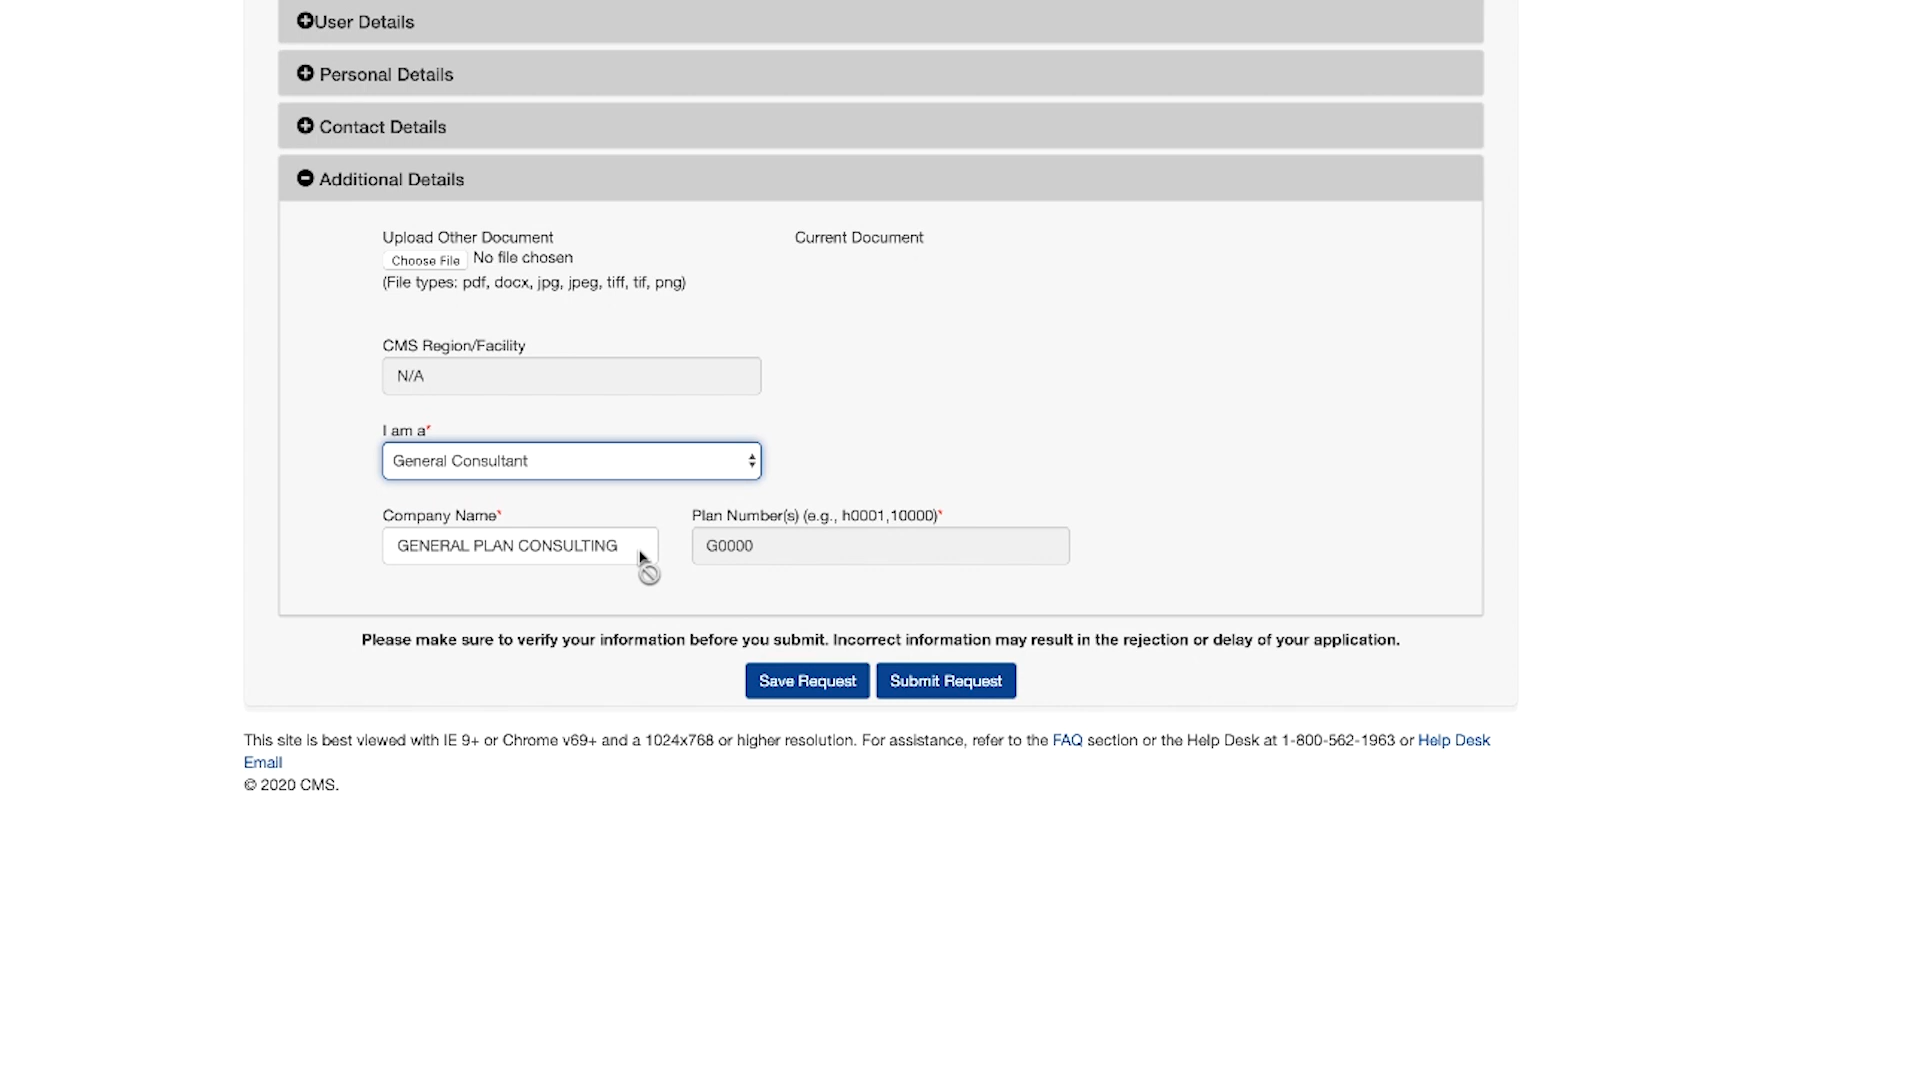 User Details
Personal Details
Contact Details
Additional Details
Upload Other Document
Current Document
Choose File No file chosen
(File types: pdf, docx, jpg, jpeg, tiff, tif, png)
CMS Region/Facility
N/A
I am a*
General Consultant
Company Name*
Plan Number(s) (e.g., h0001,10000)*
GENERAL PLAN CONSULTING
G0000
Please make sure to verify your information before you submit. Incorrect information may result in the rejection or delay of your application.
Save Request
Submit Request
This site is best viewed with IE 9+ or Chrome v69+ and a 1024x768 or higher resolution. For assistance, refer to the FAQ section or the Help Desk at 1-800-562-1963 or Help Desk
Email
© 2020 CMS.